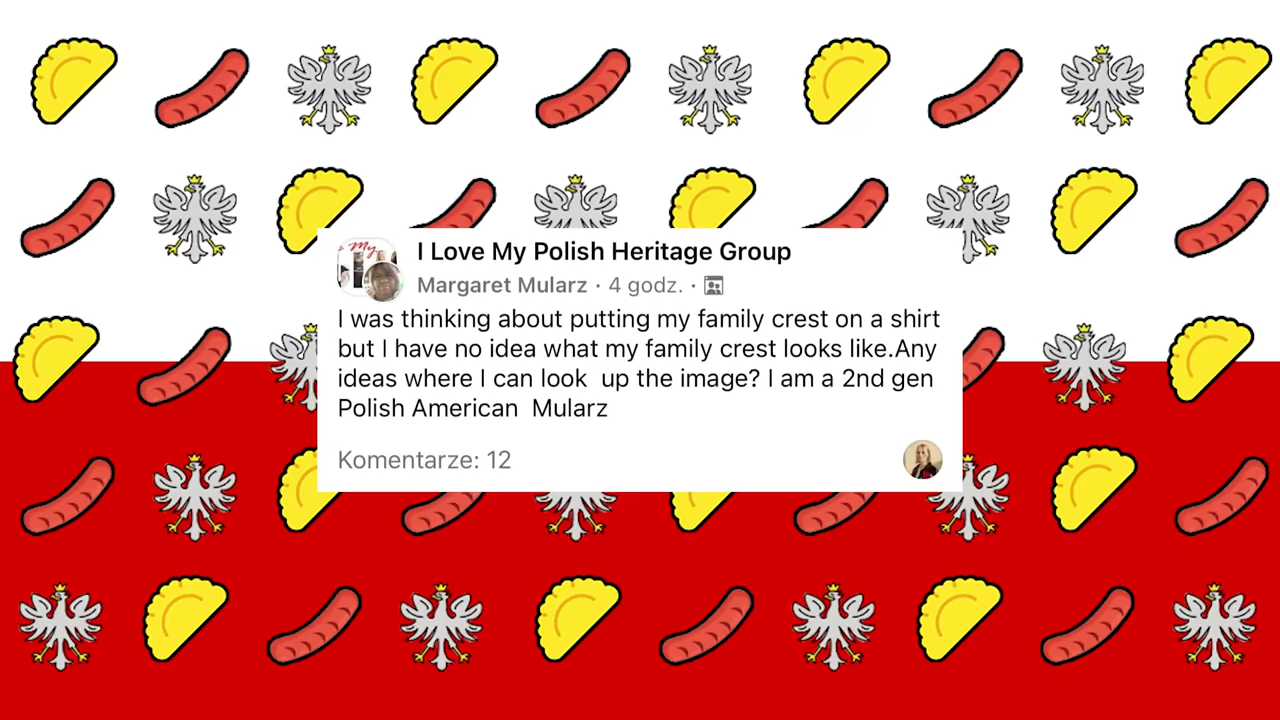 My
I Love My Polish Heritage Group
Margaret Mularz · 4 godz. ·
I was thinking about putting my family crest on a shirt
but I have no idea what my family crest looks like.Any
ideas where I can look  up the image? I am a 2nd gen
Polish American  Mularz
Komentarze: 12